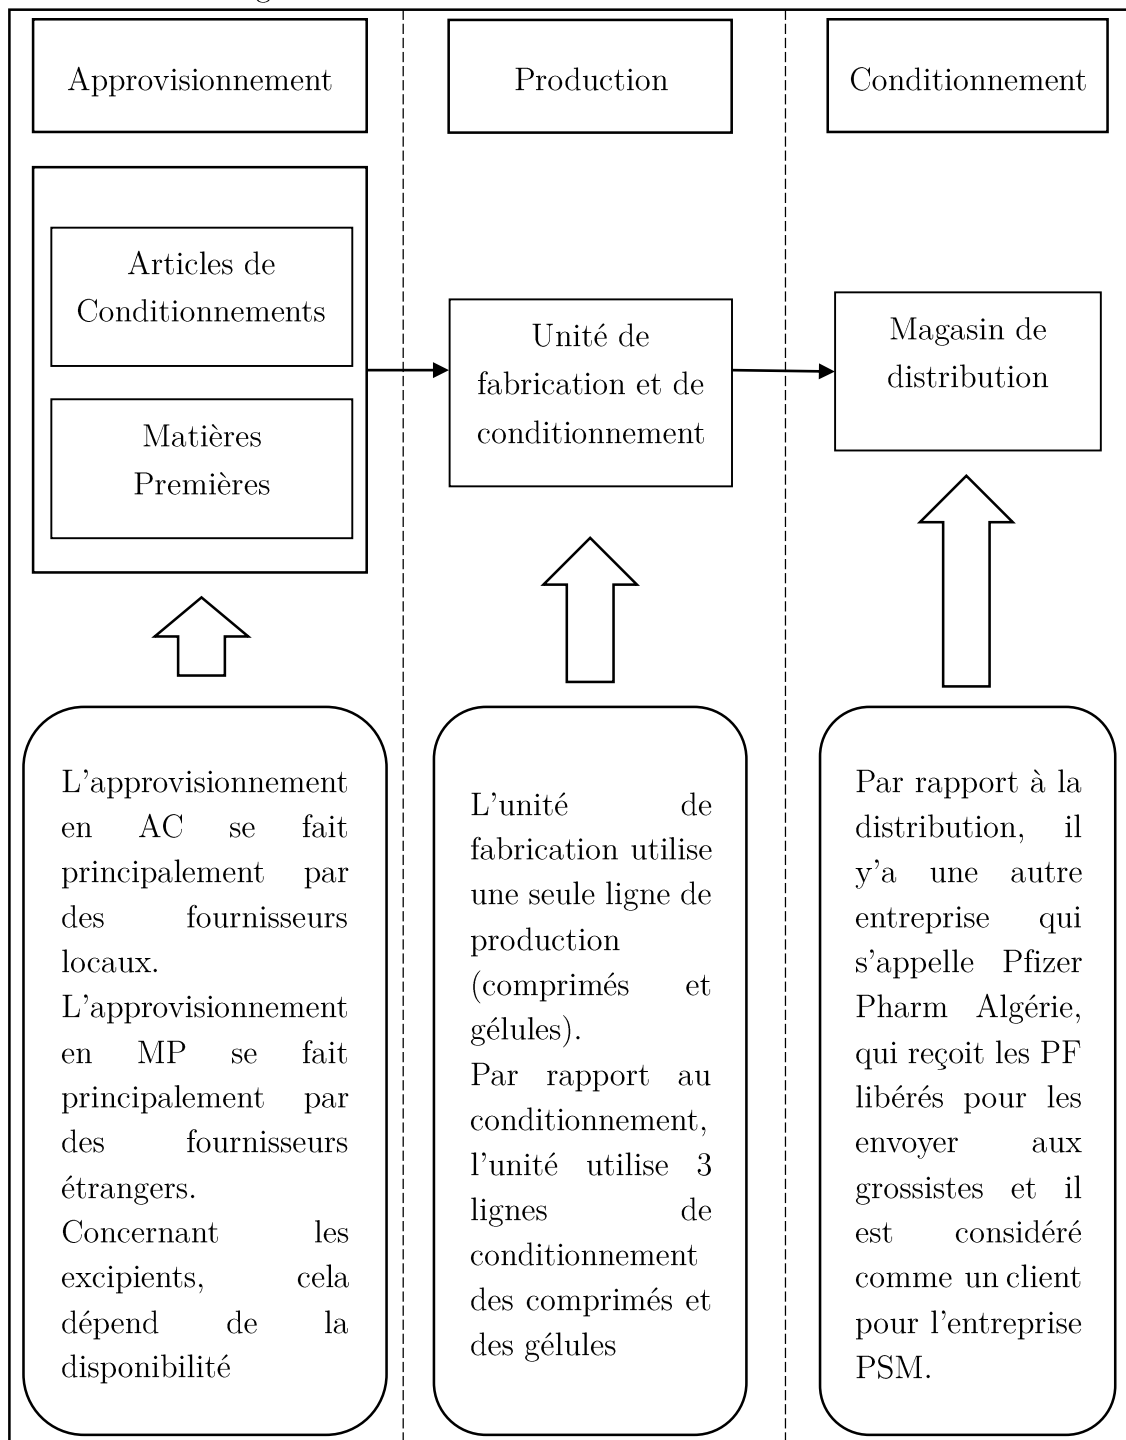 Approvisionnement
Production
Conditionnement
Articles de
Conditionnements
Matières
Premières
Unité de
fabrication et de
conditionnement
Magasin de
distribution
L'approvisionnement
en AC se fait
principalement par
des fournisseurs
locaux.
L'approvisionnement
en MP se fait
principalement par
des fournisseurs
étrangers.
Concernant les
excipients, cela
dépend de la
disponibilité
L'unité de
fabrication utilise
une seule ligne de
production
(comprimés et
gélules).
Par rapport au
conditionnement,
l'unité utilise 3
lignes de
conditionnement
des comprimés et
des gélules
Par rapport à la
distribution, il
y'a une autre
entreprise qui
s'appelle Pfizer
Pharm Algérie,
qui reçoit les PF
libérés pour les
envoyer aux
grossistes et il
est considéré
comme un client
pour l'entreprise
PSM.